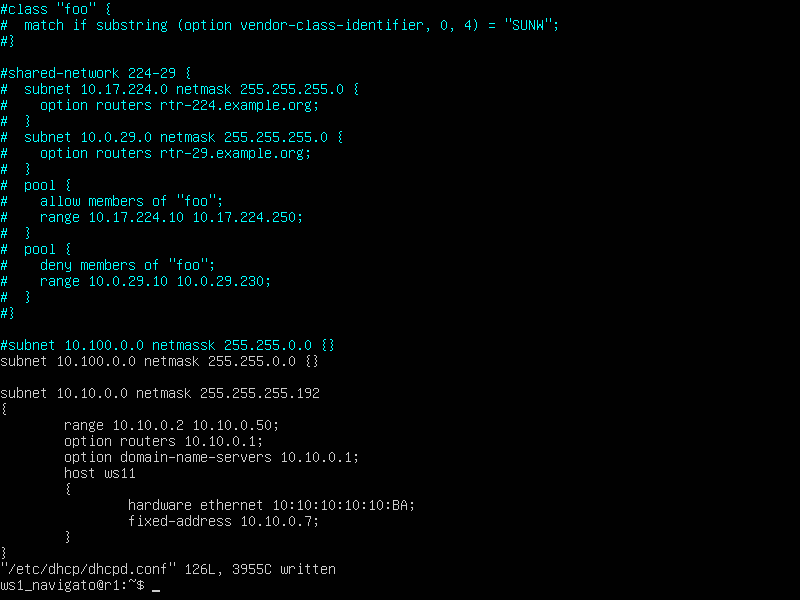 #class "foo" {
#  match if substring (option vendor-class-identifier, 0, 4) = "SUNW";
#}

#shared-network 224-29 {
#  subnet 10.17.224.0 netmask 255.255.255.0 {
#    option routers rtr-224.example.org;
#  }
#  subnet 10.0.29.0 netmask 255.255.255.0 {
#    option routers rtr-29.example.org;
#  }
#  pool {
#    allow members of "foo";
#    range 10.17.224.10 10.17.224.250;
#  }
#  pool {
#    deny members of "foo";
#    range 10.0.29.10 10.0.29.230;
#  }
#}

#subnet 10.100.0.0 netmassk 255.255.0.0 {}
subnet 10.100.0.0 netmask 255.255.0.0 {}

subnet 10.10.0.0 netmask 255.255.255.192
{
        range 10.10.0.2 10.10.0.50;
        option routers 10.10.0.1;
        option domain-name-servers 10.10.0.1;
        host ws11
        {
                hardware ethernet 10:10:10:10:10:BA;
                fixed-address 10.10.0.7;
        }
}
"/etc/dhcp/dhcpd.conf" 126L, 3955C written
ws1_navigato@r1:~$ _